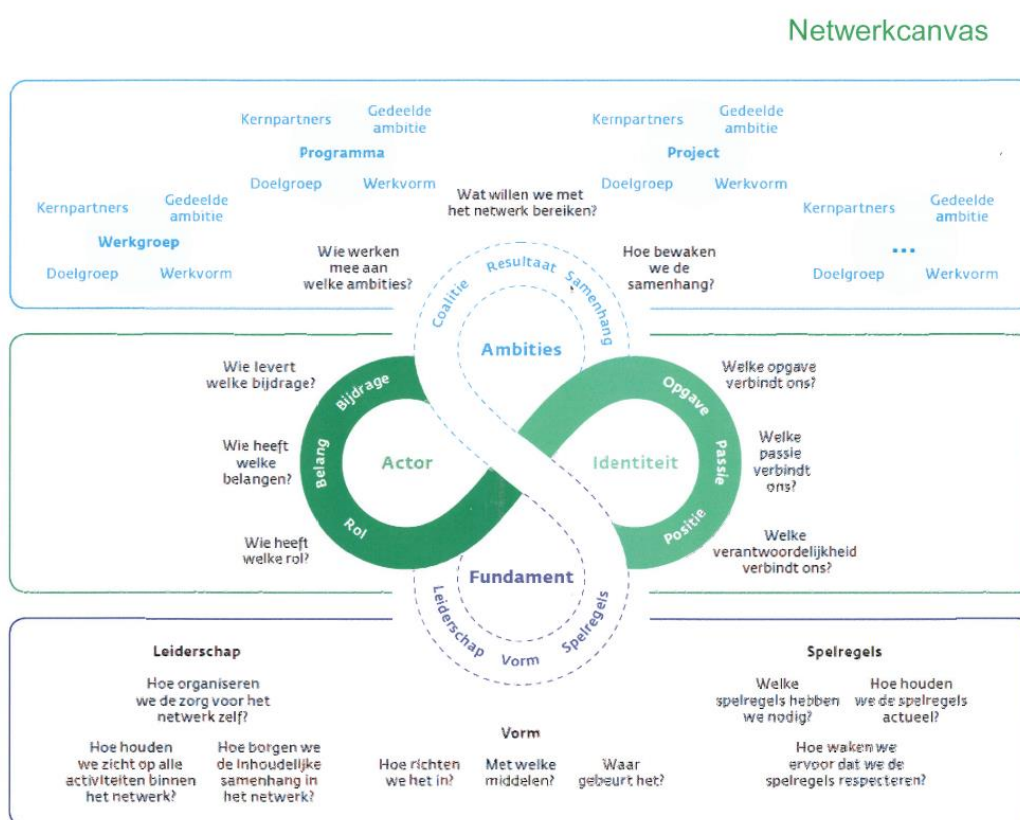 Netwerkcanvas
Kernpartners
Gedeelde
ambitie
Programma
Doelgroep
Werkvorm
Kernpartners
Gedeelde
ambitie
Project
Doelgroep
Werkvorm
Kernpartners
Gedeelde
ambitie
Werkgroep
Doelgroep
Werkvorm
Kernpartners
Gedeelde
ambitie
...
Doelgroep
Werkvorm
Wat willen we met
het netwerk bereiken?
Wie werken
mee aan
welke ambities?
Hoe bewaken
we de
samenhang?
Coalitie
Resultaat
Samenhang
Ambities
Wie levert
welke bijdrage?
Wie heeft
welke
belangen?
Wie heeft
welke rol?
Bijdrage
Belang
Rol
Actor
Identiteit
Opgave
Passie
Positie
Welke opgave
verbindt ons?
Welke
passie
verbindt
ons?
Welke
verantwoordelijkheid
verbindt ons?
Fundament
Leiderschap
Vorm
Spelregels
Leiderschap
Hoe organiseren
we de zorg voor het
netwerk zelf?
Hoe houden
we zicht op alle
activiteiten binnen
het netwerk?
Hoe borgen we
de inhoudelijke
samenhang in
het netwerk?
Vorm
Hoe richten
we het in?
Met welke
middelen?
Waar
gebeurt het?
Spelregels
Welke
spelregels hebben
we nodig?
Hoe houden
we de spelregels
actueel?
Hoe waken we
ervoor dat we de
spelregels respecteren?